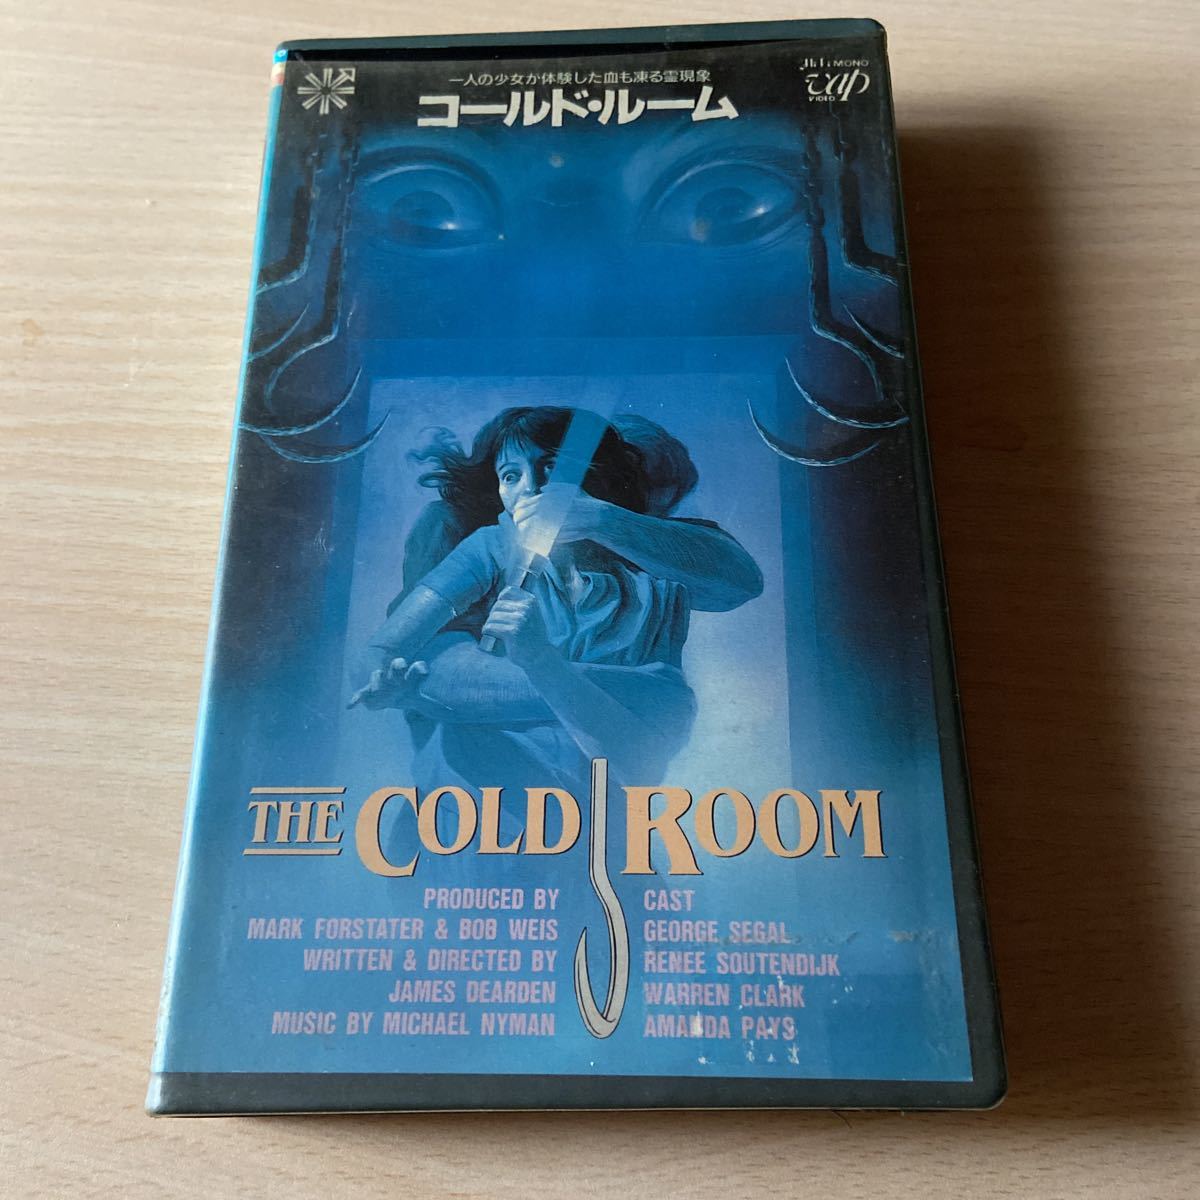 一人の少女が体験した血も凍る霊現象
コールド・ルーム
Hi-Fi MONO
vap
VIDEO
THE COLD ROOM
PRODUCED BY
MARK FORSTATER & BOB WEIS
WRITTEN & DIRECTED BY
JAMES DEARDEN
MUSIC BY MICHAEL NYMAN
CAST
GEORGE SEGAL
RENEE SOUTENDIJK
WARREN CLARK
AMANDA PAYS